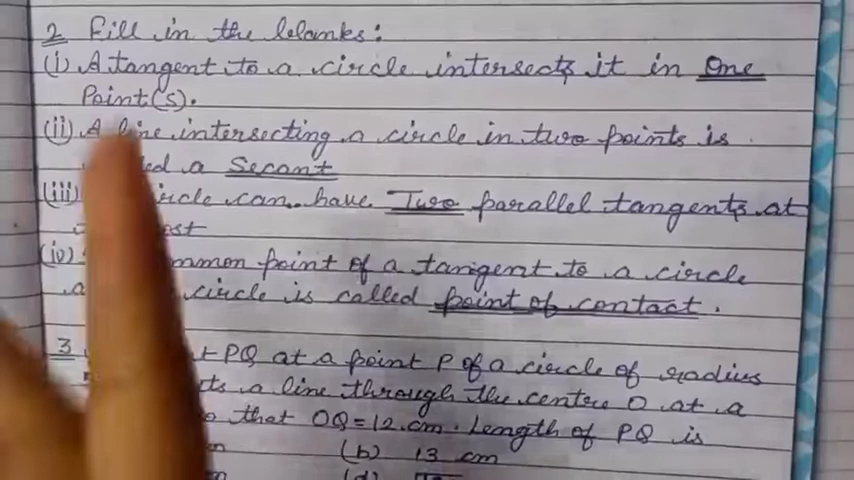 2 Fill in the blanks:
(i) A tangent to a circle intersects it in One
Point(s).
(ii) A line intersecting a circle in two points is
a Secant
(iii) can have Two parallel tangents at
(iv) point of a tangent to a circle
circle is called point of contact.
3 PQ at a point P of a circle of radius
a line through the centre O at a
that OQ = 12 cm. Length of PQ is
(b) 13 cm
(d)